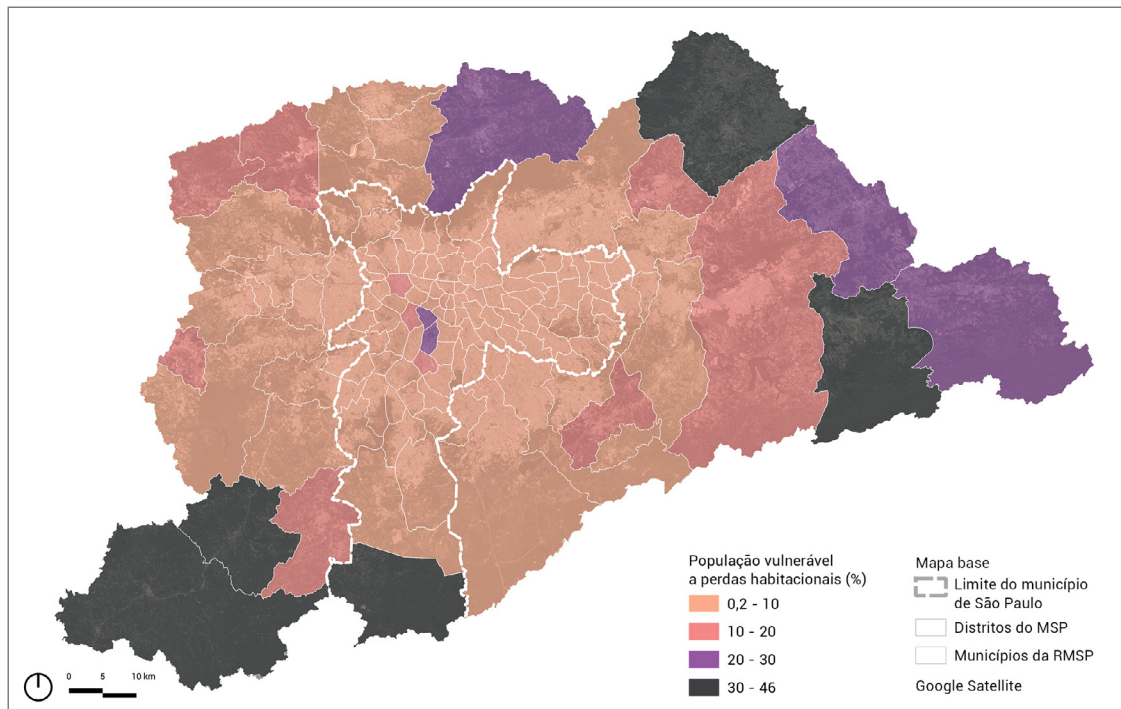 População vulnerável
a perdas habitacionais (%)
0,2 - 10
10 - 20
20 - 30
30 - 46
Mapa base
Limite do município
de São Paulo
Distritos do MSP
Municípios da RMSP
Google Satellite
0 5 10 km